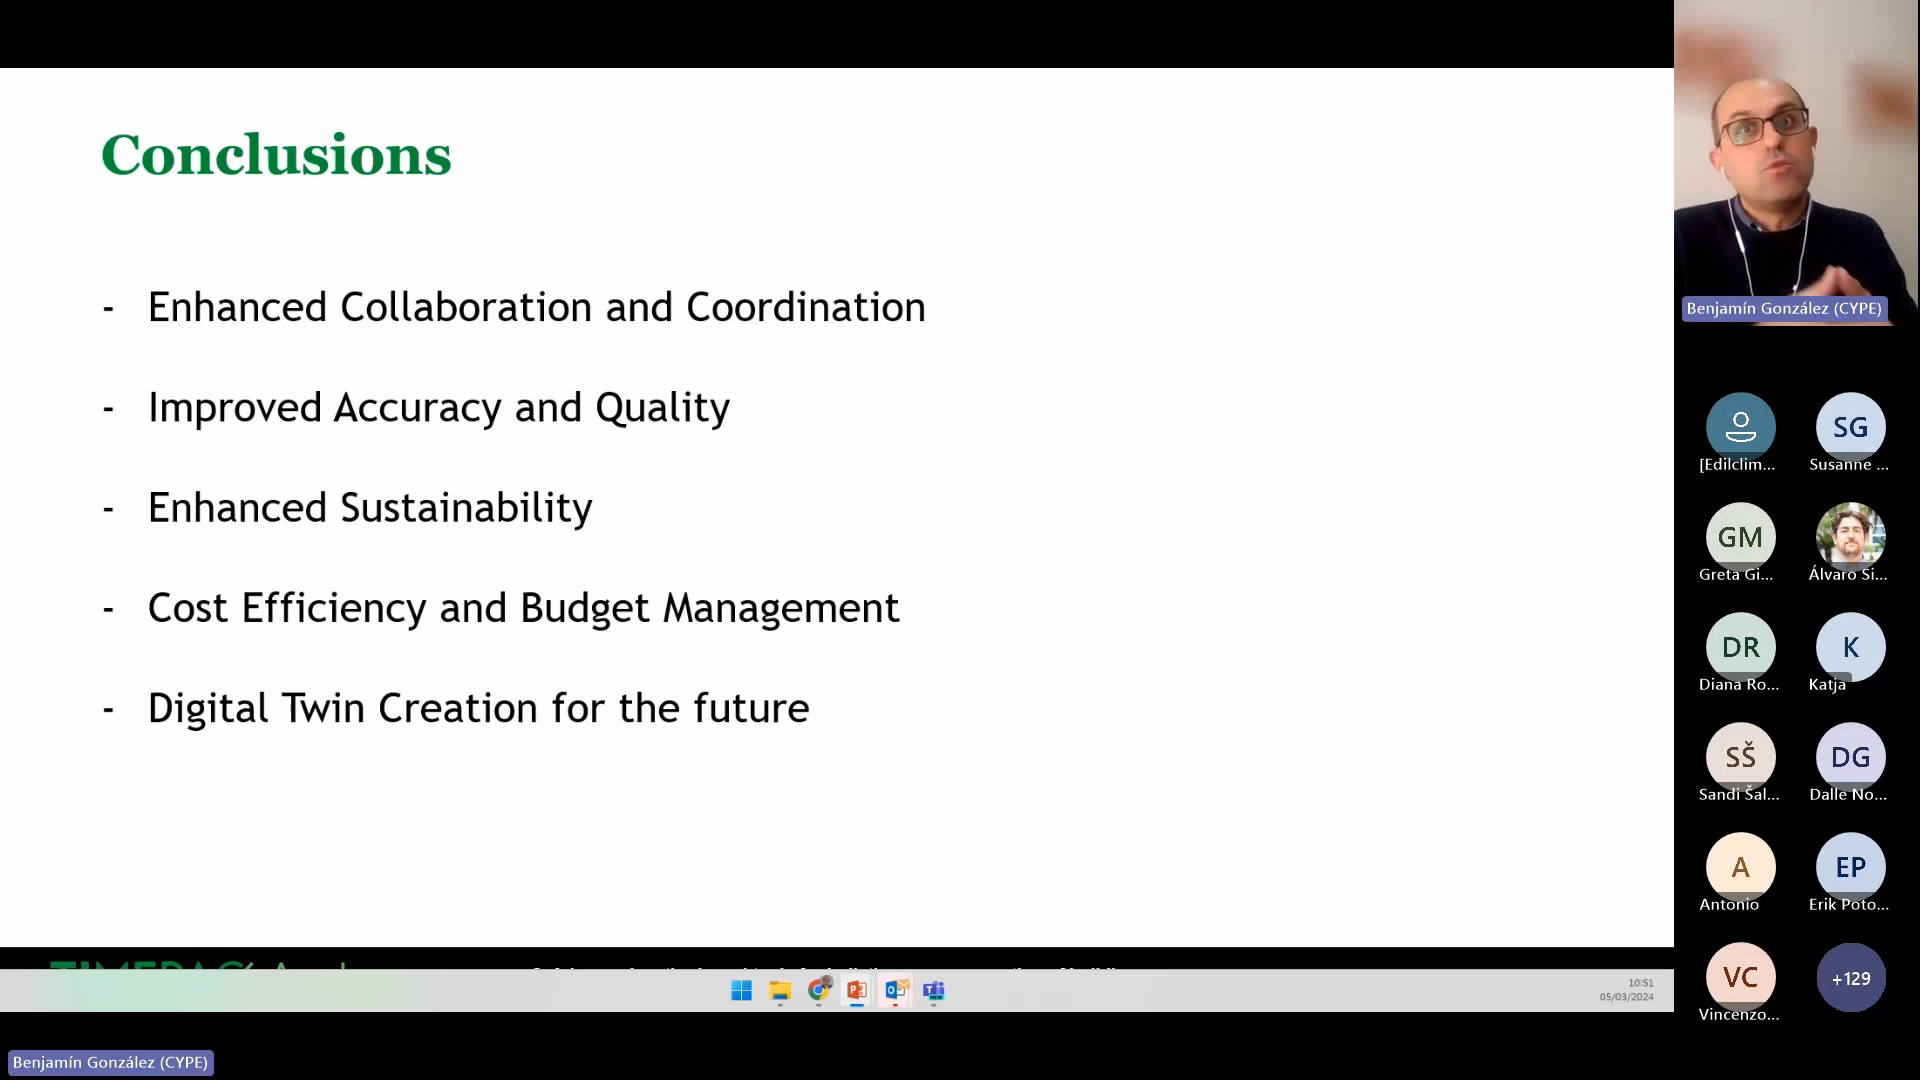 Conclusions
- Enhanced Collaboration and Coordination
- Improved Accuracy and Quality
- Enhanced Sustainability
- Cost Efficiency and Budget Management
- Digital Twin Creation for the future
10:51
05/03/2024
Benjamín González (CYPE)
Benjamín González (CYPE)
[Edilclim...
SG
Susanne ...
GM
Greta Gi...
Álvaro Si...
DR
Diana Ro...
K
Katja
SŠ
Sandi Šal...
DG
Dalle No...
A
Antonio
EP
Erik Poto...
VC
Vincenzo...
+129